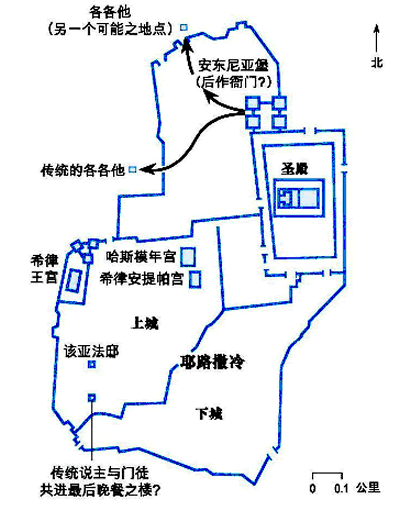 各各他
（另一个可能之地点）
北
安东尼亚堡
（后作衙门？）
传统的各各他
圣殿
希律
王宫
哈斯模年宫
希律安提帕宫
上城
该亚法邸
耶路撒冷
下城
传统说主与门徒
共进最后晚餐之楼？
0 0.1 公里